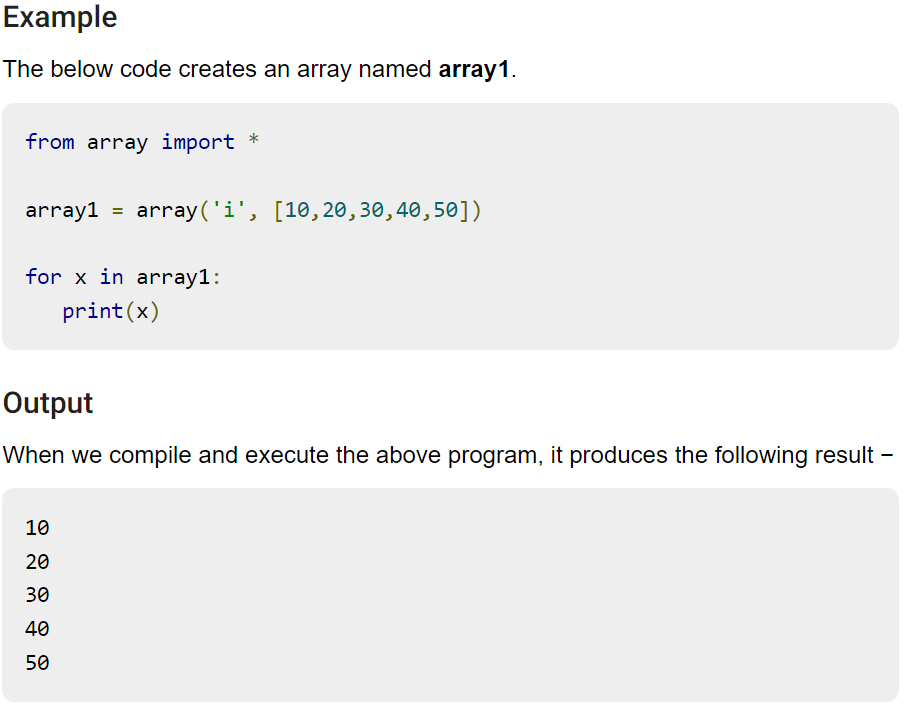 Example
The below code creates an array named array1.
from array import *
array1 = array('i', [10,20,30,40,50])
for x in array1:
   print(x)
Output
When we compile and execute the above program, it produces the following result −
10
20
30
40
50